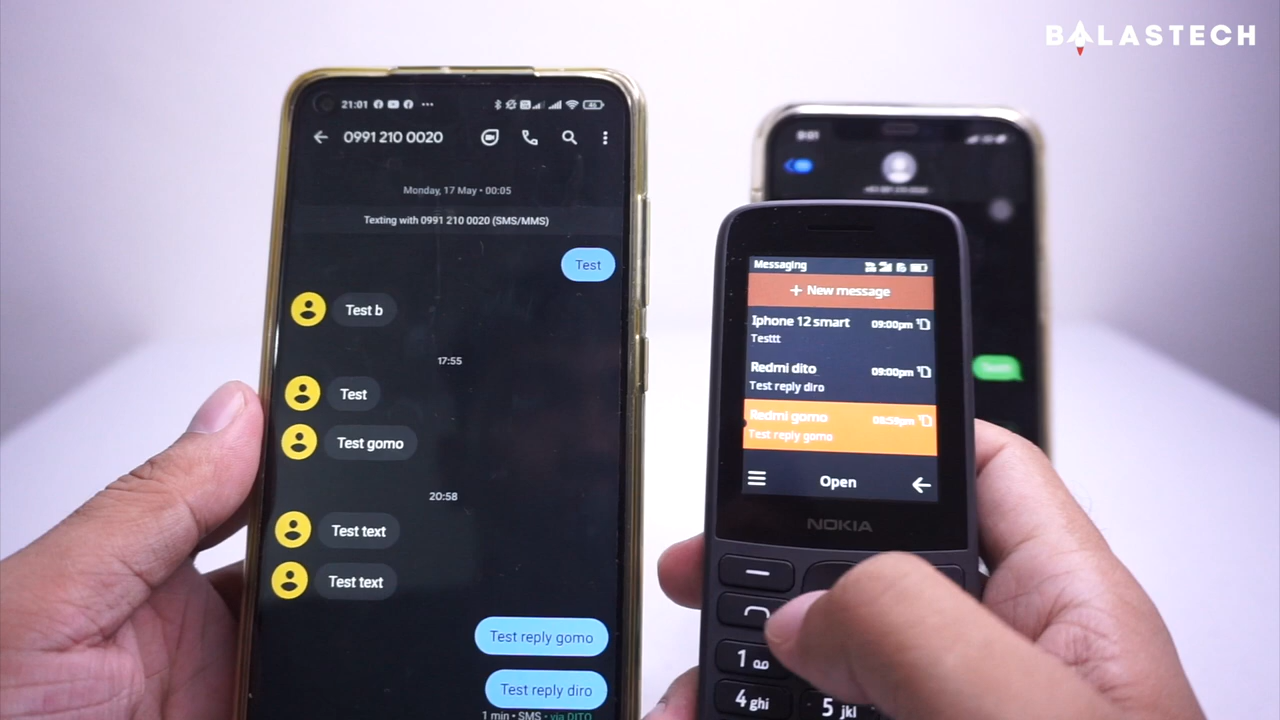 BALASTECH
21:01
0991 210 0020
Monday, 17 May • 00:05
Texting with 0991 210 0020 (SMS/MMS)
Test
Test b
17:55
Test
Test gomo
20:58
Test text
Test text
Test reply gomo
Test reply diro
1 min • SMS • via DITO
9:01
Messaging
+ New message
Iphone 12 smart 09:00pm
Testtt
Redmi dito 09:00pm
Test reply diro
Redmi gomo 08:59pm
Test reply gomo
Open
NOKIA
1
4 ghi
5 jkl